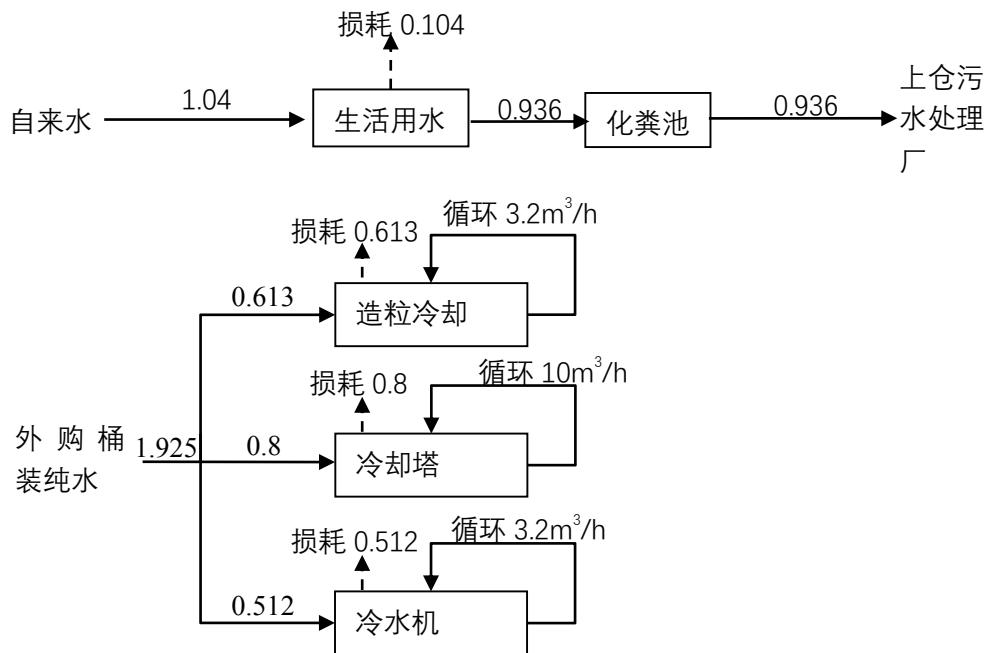 损耗 0.104
自来水
1.04
生活用水
0.936
化粪池
0.936
上仓污
水处理
厂
循环 3.2m³/h
损耗 0.613
0.613
造粒冷却
循环 10m³/h
损耗 0.8
外购桶
装纯水
1.925
0.8
冷却塔
循环 3.2m³/h
损耗 0.512
0.512
冷水机